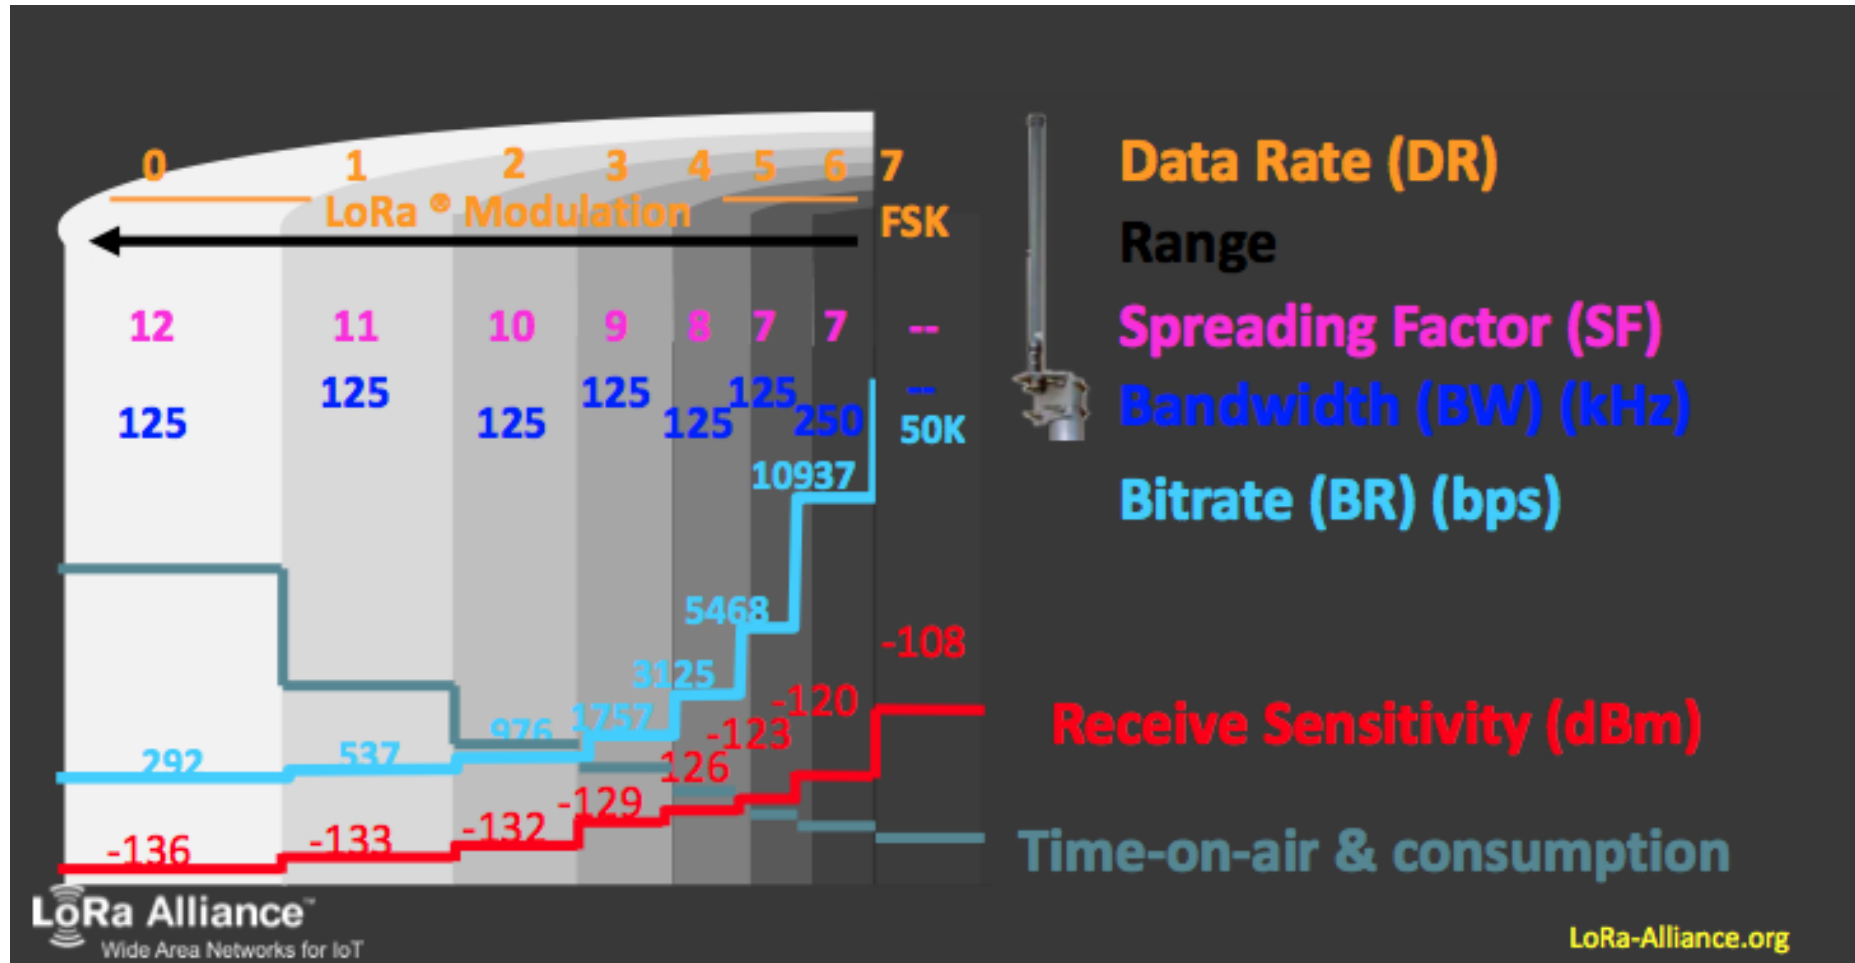 0 1 2 3 4 5 6 7
LoRa ® Modulation
FSK
Data Rate (DR)
Range
12 11 10 9 8 7 7 --
Spreading Factor (SF)
125 125 125 125 125 125 250 --
Bandwidth (BW) (kHz)
292 537 976 1757 3125 5468 10937 50K
Bitrate (BR) (bps)
-136 -133 -132 -129 126 -123 -120 -108
Receive Sensitivity (dBm)
Time-on-air & consumption
LoRa Alliance™
Wide Area Networks for IoT
LoRa-Alliance.org